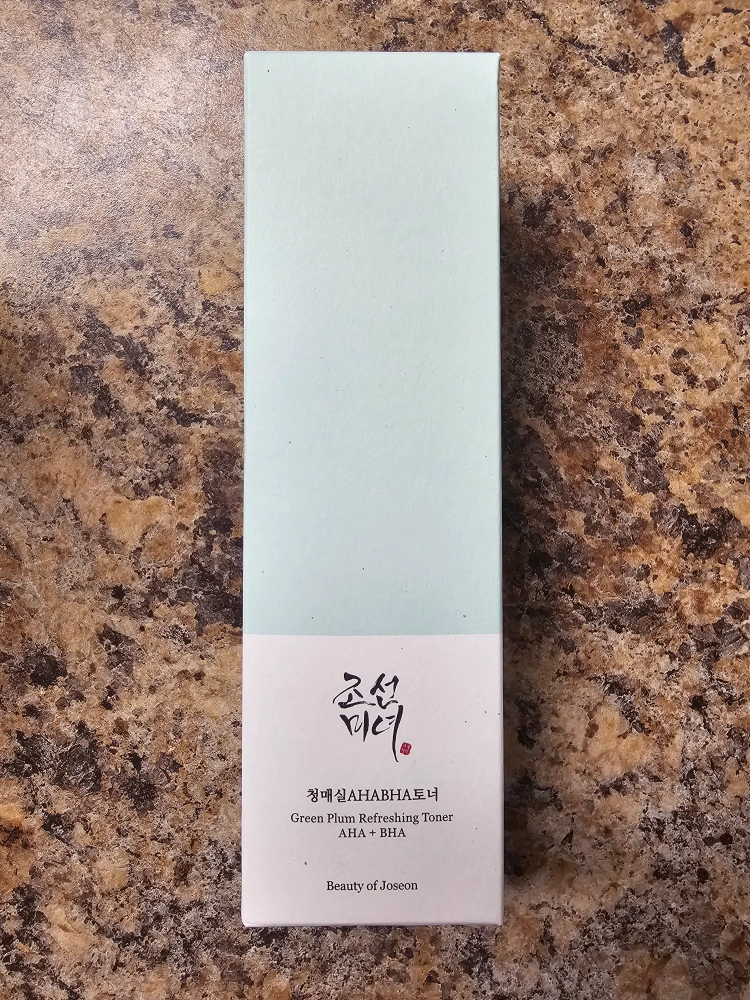 조선
미녀
청매실AHABHA토너
Green Plum Refreshing Toner
AHA + BHA
Beauty of Joseon